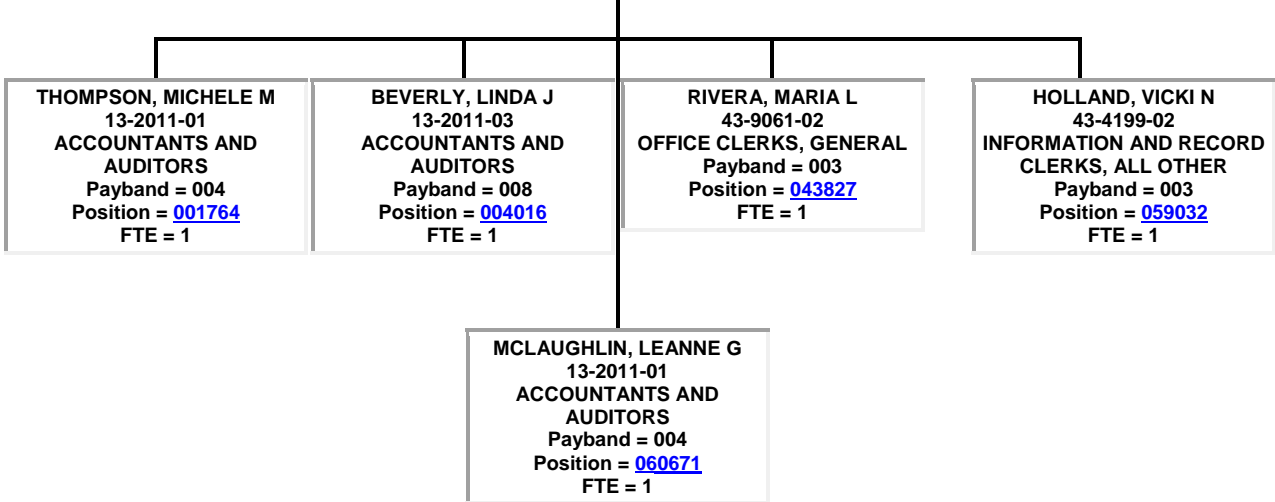 THOMPSON, MICHELE M
13-2011-01
ACCOUNTANTS AND
AUDITORS
Payband = 004
Position = 001764
FTE = 1
BEVERLY, LINDA J
13-2011-03
ACCOUNTANTS AND
AUDITORS
Payband = 008
Position = 004016
FTE = 1
RIVERA, MARIA L
43-9061-02
OFFICE CLERKS, GENERAL
Payband = 003
Position = 043827
FTE = 1
HOLLAND, VICKI N
43-4199-02
INFORMATION AND RECORD
CLERKS, ALL OTHER
Payband = 003
Position = 059032
FTE = 1
MCLAUGHLIN, LEANNE G
13-2011-01
ACCOUNTANTS AND
AUDITORS
Payband = 004
Position = 060671
FTE = 1